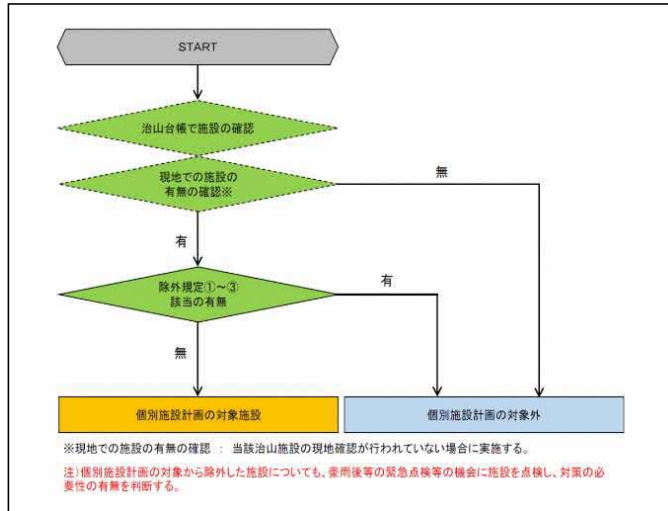 START
治山台帳で施設の確認
現地での施設の
有無の確認※
無
有
除外規定①～③
該当の有無
有
無
個別施設計画の対象施設
個別施設計画の対象外
※現地での施設の有無の確認 : 当該治山施設の現地確認が行われていない場合に実施する。
注)個別施設計画の対象から除外した施設についても、豪雨後等の緊急点検等の機会に施設を点検し、対策の必
要性の有無を判断する。